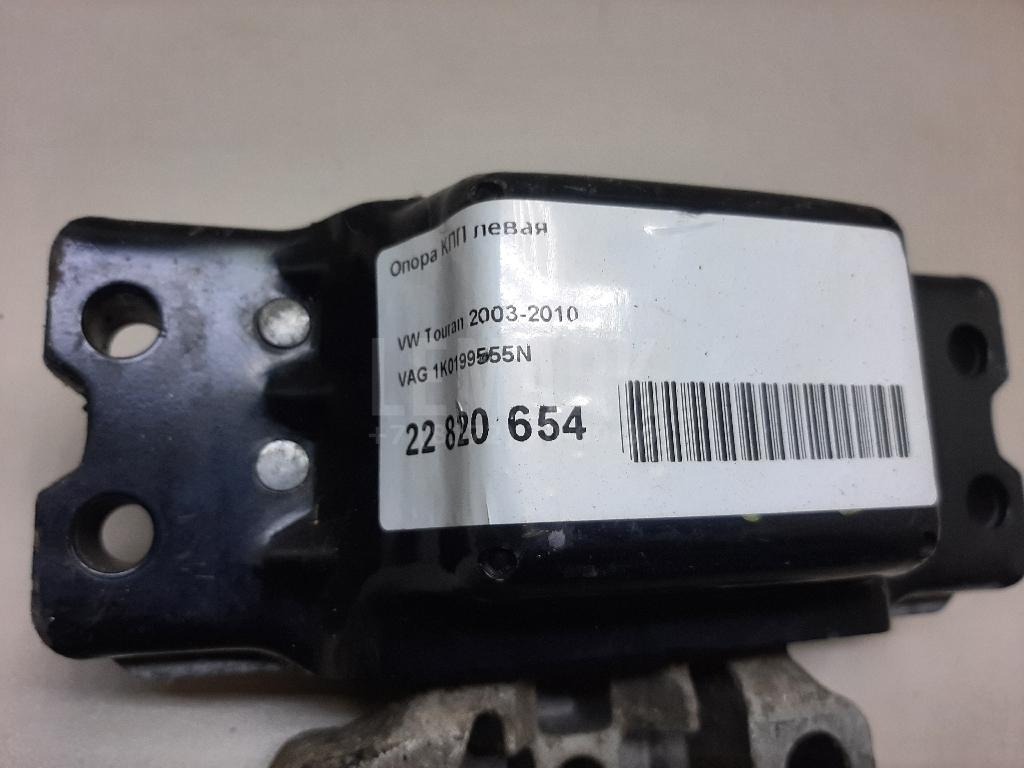 Опора КПП левая
VW Touran 2003-2010
VAG 1K0199555N
22 820 654